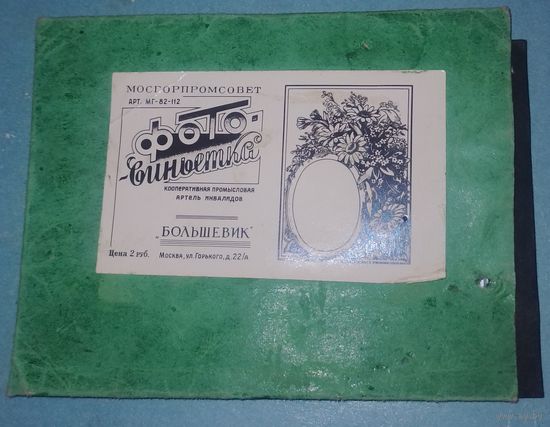 МОСГОРПРОМСОВЕТ
АРТ. МГ-82-112
ФОТО-
-виньетка
КООПЕРАТИВНАЯ ПРОМЫСЛОВАЯ
АРТЕЛЬ ИНВАЛИДОВ
"БОЛЬШЕВИК"
Цена 2 руб. Москва, ул. Горького, д. 22/а